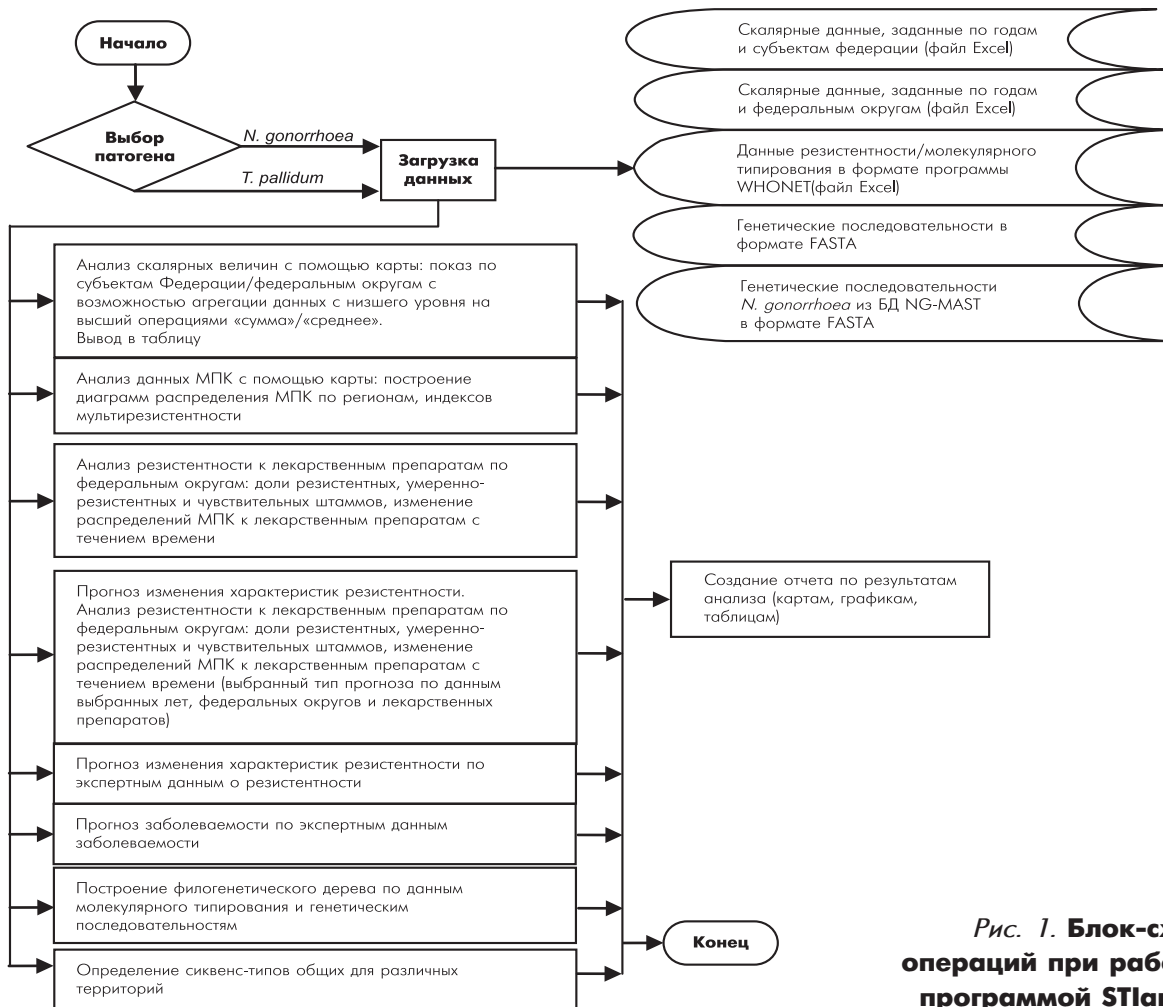 Начало
Выбор
патогена
N. gonorrhoea
T. pallidum
Загрузка
данных
Скалярные данные, заданные по годам
и субъектам федерации (файл Excel)
Скалярные данные, заданные по годам
и федеральным округам (файл Excel)
Данные резистентности/молекулярного
типирования в формате программы
WHONET(файл Excel)
Генетические последовательности в
формате FASTA
Генетические последовательности
N. gonorrhoea из БД NG-MAST
в формате FASTA
Анализ скалярных величин с помощью карты: показ по
субъектам Федерации/федеральным округам с
возможностью агрегации данных с низшего уровня на
высший операциями «сумма»/«среднее».
Вывод в таблицу
Анализ данных МПК с помощью карты: построение
диаграмм распределения МПК по регионам, индексов
мультирезистентности
Анализ резистентности к лекарственным препаратам по
федеральным округам: доли резистентных, умеренно-
резистентных и чувствительных штаммов, изменение
распределений МПК к лекарственным препаратам с
течением времени
Прогноз изменения характеристик резистентности.
Анализ резистентности к лекарственным препаратам по
федеральным округам: доли резистентных, умеренно-
резистентных и чувствительных штаммов, изменение
распределений МПК к лекарственным препаратам с
течением времени (выбранный тип прогноза по данным
выбранных лет, федеральных округов и лекарственных
препаратов)
Прогноз изменения характеристик резистентности по
экспертным данным о резистентности
Прогноз заболеваемости по экспертным данным
заболеваемости
Построение филогенетического дерева по данным
молекулярного типирования и генетическим
последовательностям
Определение сиквенс-типов общих для различных
территорий
Создание отчета по результатам
анализа (картам, графикам,
таблицам)
Конец
Рис. 1. Блок-сх
операций при рабо
программой STIar